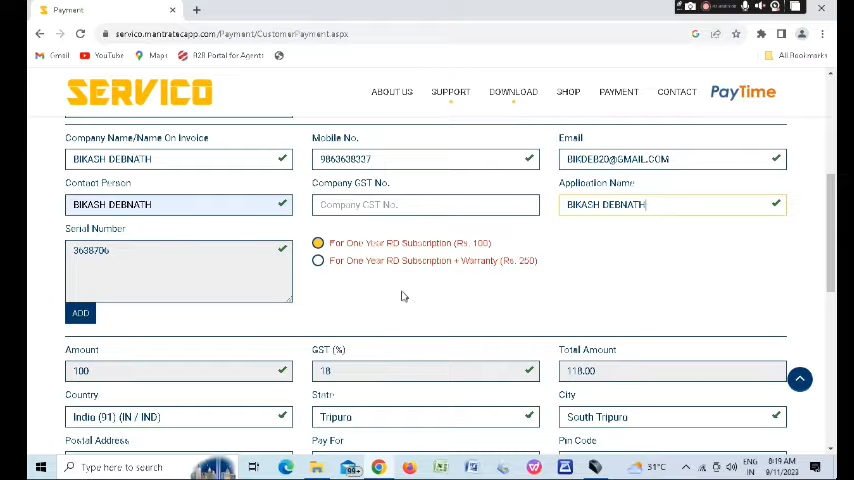 Payment
servico.mantratecapp.com/Payment/CustomerPayment.aspx
Gmail YouTube Maps B2B Portal for Agents All Bookmarks
SERVICO ABOUT US SUPPORT DOWNLOAD SHOP PAYMENT CONTACT PayTime
Company Name/Name On Invoice Mobile No. Email
BIKASH DEBNATH 9863638337 BIKDEB20@GMAIL.COM
Contact Person Company GST No. Application Name
BIKASH DEBNATH Company GST No. BIKASH DEBNATH
Serial Number
3638706 For One Year RD Subscription (Rs. 100)
For One Year RD Subscription + Warranty (Rs. 250)
ADD
Amount GST (%) Total Amount
100 18 118.00
Country State City
India (91) (IN / IND) Tripura South Tripura
Postal Address Pay For Pin Code
Type here to search 99+ 31°C ENG 8:19 AM
IN 9/11/2023